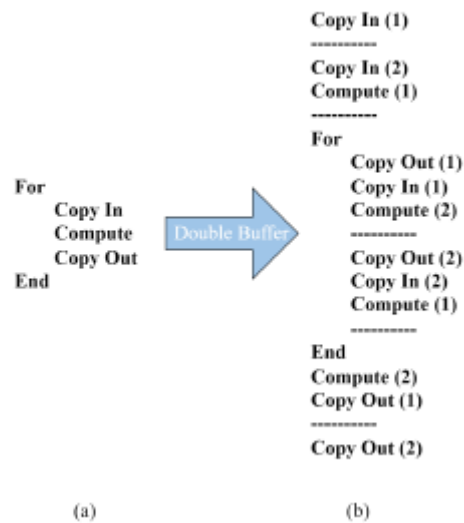 For
Copy In
Compute
Copy Out
End
Double Buffer
Copy In (1)
----------
Copy In (2)
Compute (1)
----------
For
Copy Out (1)
Copy In (1)
Compute (2)
----------
Copy Out (2)
Copy In (2)
Compute (1)
----------
End
Compute (2)
Copy Out (1)
----------
Copy Out (2)
(a)
(b)